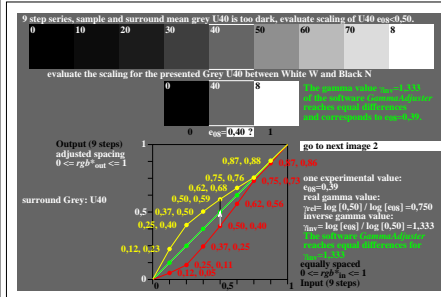 9 step series, sample and surround mean grey U40 is too dark, evaluate scaling of U40 e08<0,50.
0 10 20 30 40 50 60 70 8
evaluate the scaling for the presented Grey U40 between White W and Black N
0 40 8
The gamma value γinv=1,333
of the software GammaAdjuster
reaches equal differences
and corresponds to e08=0,39.
0 e08=0,40 ? 1
Output (9 steps)
adjusted spacing
0 <= rgb*out <= 1
go to next image 2
1
0,87, 0,88
0,87, 0,86
0,75, 0,76
0,75, 0,75
0,62, 0,68
0,62, 0,56
0,50, 0,59
0,50, 0,40
0,37, 0,50
0,37, 0,25
0,25, 0,40
0,25, 0,11
0,12, 0,23
0,12, 0,05
0,5
0
0,5
1
surround Grey: U40
one experimental value:
e08=0,39
real gamma value:
γrel= log [0,50] / log [e08] =0,750
inverse gamma value:
γinv= log [e08] / log [0,50] =1,333
The software GammaAdjuster
reaches equal differences for
γinv=1,333
equally spaced
0 <= rgb*in <= 1
Input (9 steps)